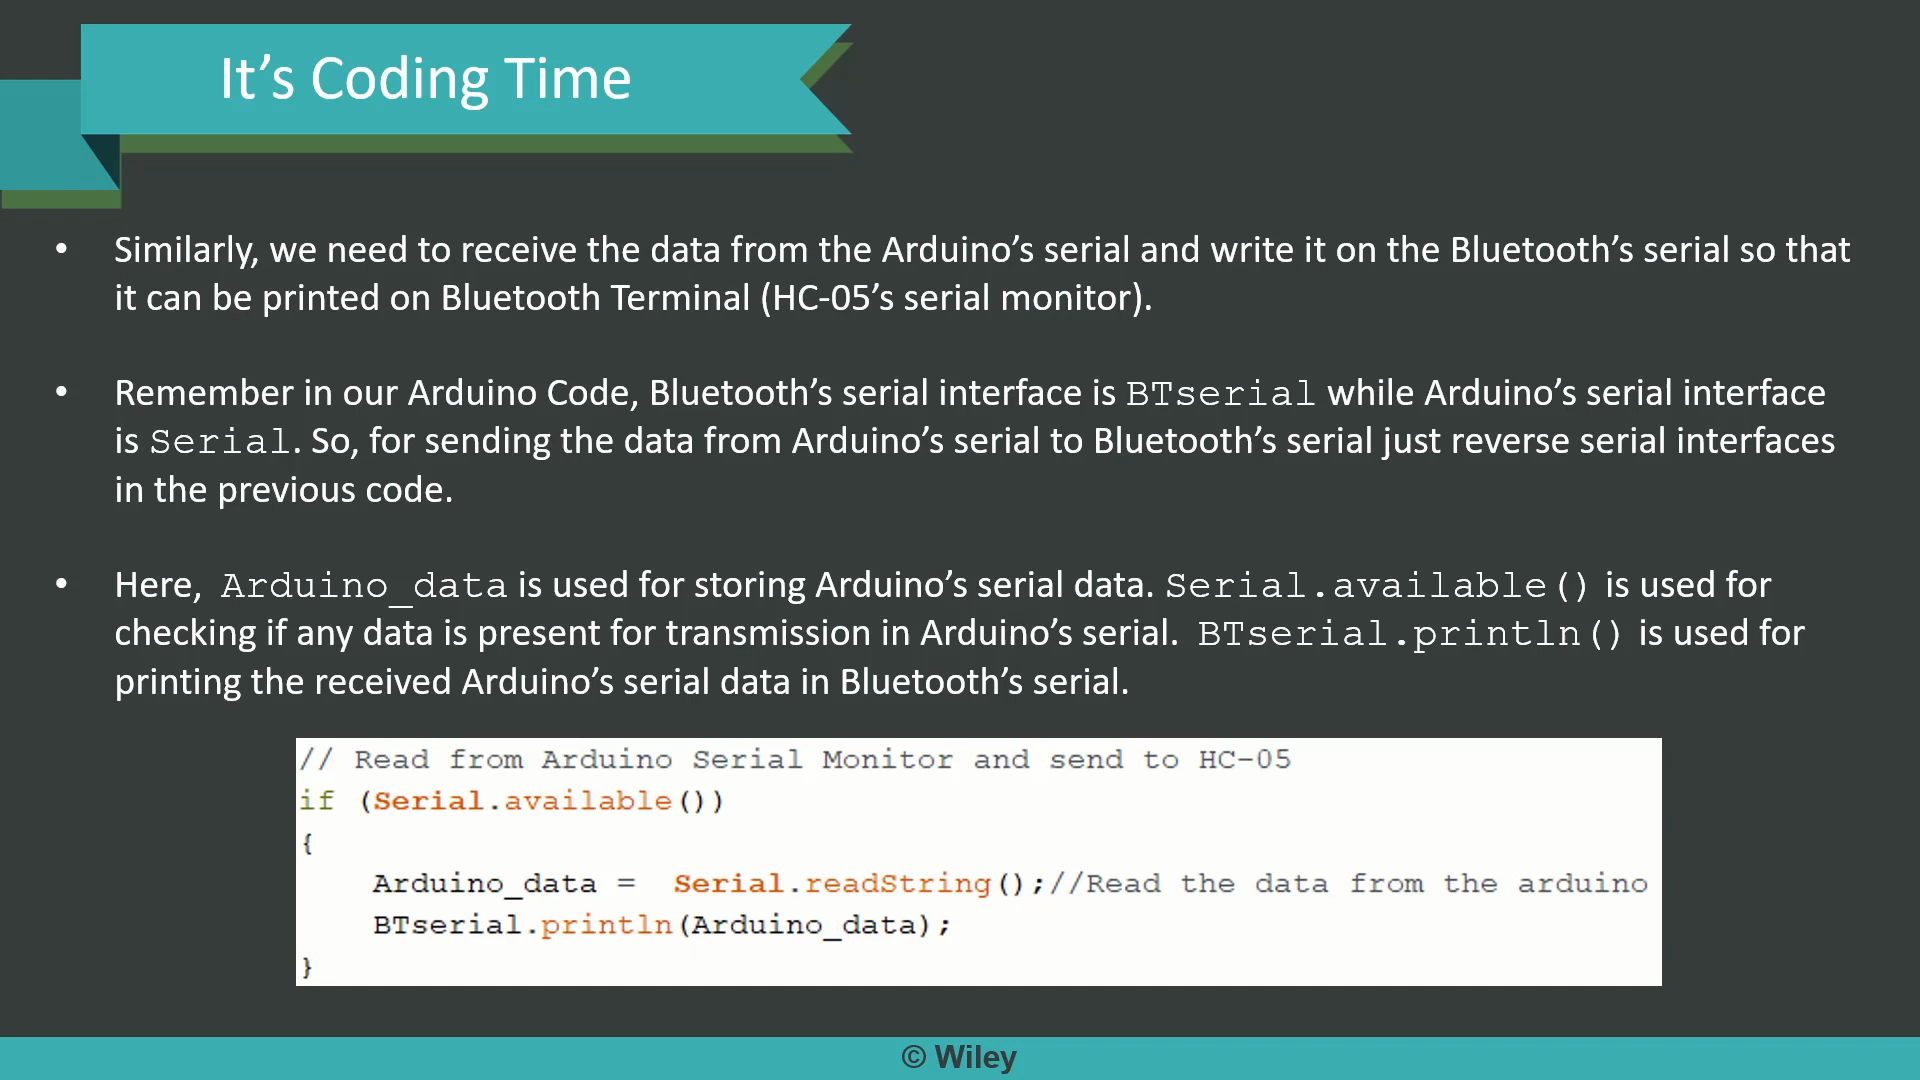 It’s Coding Time
• Similarly, we need to receive the data from the Arduino’s serial and write it on the Bluetooth’s serial so that
it can be printed on Bluetooth Terminal (HC-05’s serial monitor).
• Remember in our Arduino Code, Bluetooth’s serial interface is BTserial while Arduino’s serial interface
is Serial. So, for sending the data from Arduino’s serial to Bluetooth’s serial just reverse serial interfaces
in the previous code.
• Here, Arduino_data is used for storing Arduino’s serial data. Serial.available() is used for
checking if any data is present for transmission in Arduino’s serial. BTserial.println() is used for
printing the received Arduino’s serial data in Bluetooth’s serial.
// Read from Arduino Serial Monitor and send to HC-05
if (Serial.available())
{
    Arduino_data =  Serial.readString();//Read the data from the arduino
    BTserial.println(Arduino_data);
}
© Wiley